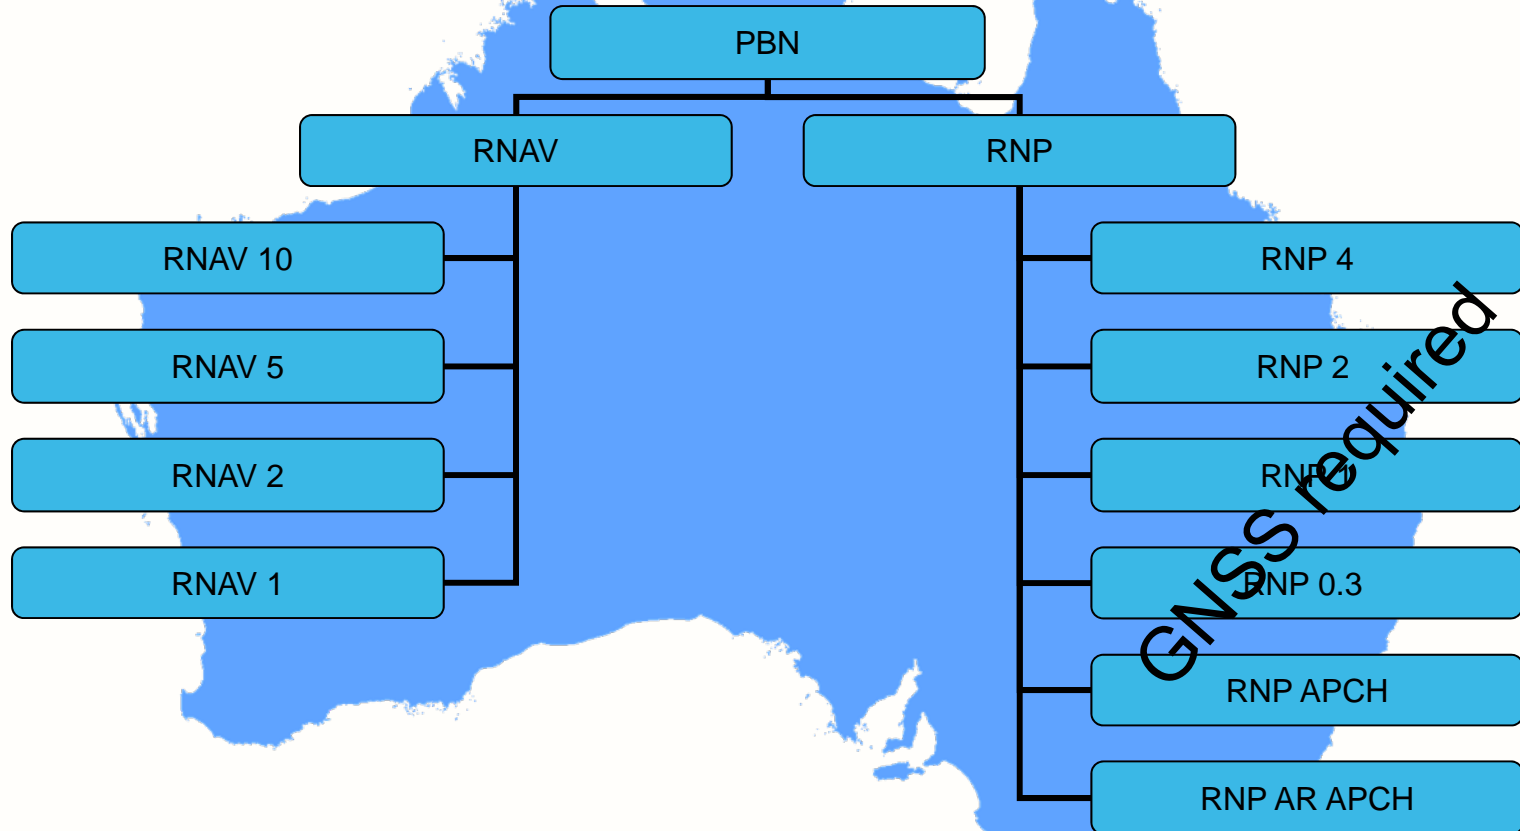 PBN
RNAV
RNP
RNAV 10
RNAV 5
RNAV 2
RNAV 1
RNP 4
RNP 2
RNP 1
RNP 0.3
RNP APCH
RNP AR APCH
GNSS required